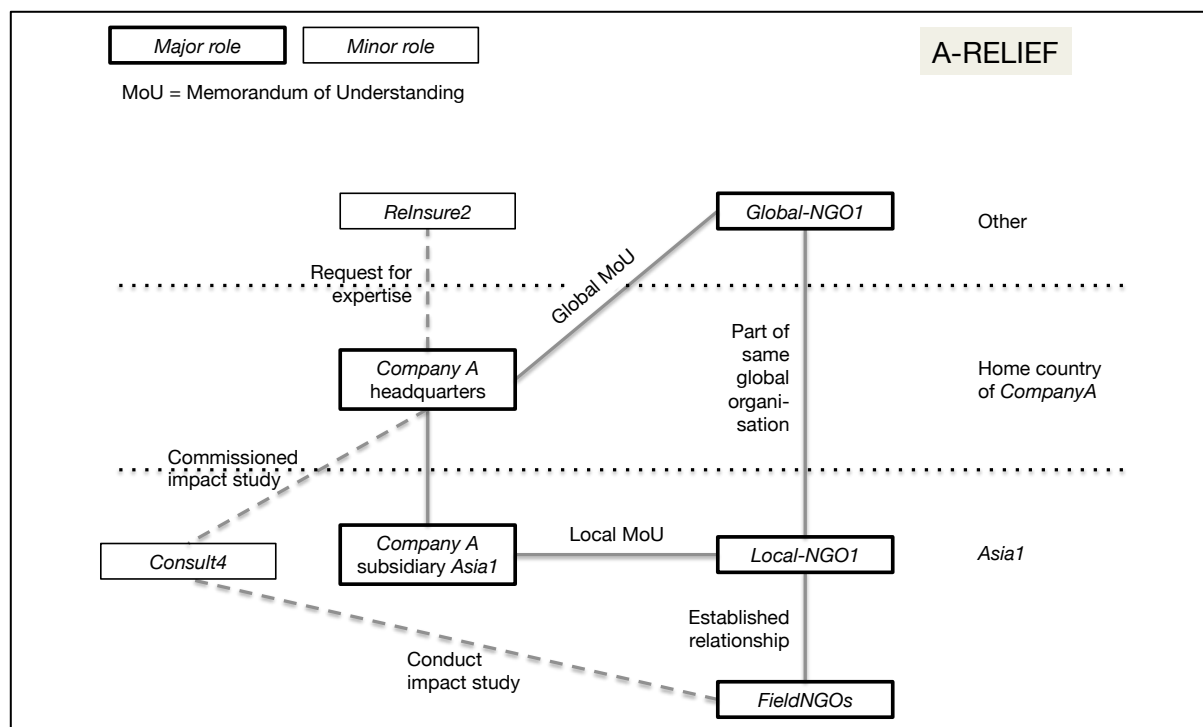 Major role
Minor role
A-RELIEF
MoU = Memorandum of Understanding
ReInsure2
Global-NGO1
Other
Request for
expertise
Global MoU
Company A
headquarters
Part of
same
global
organi-
sation
Home country
of CompanyA
Commissioned
impact study
Consult4
Company A
subsidiary Asia1
Local MoU
Local-NGO1
Asia1
Established
relationship
Conduct
impact study
FieldNGOs